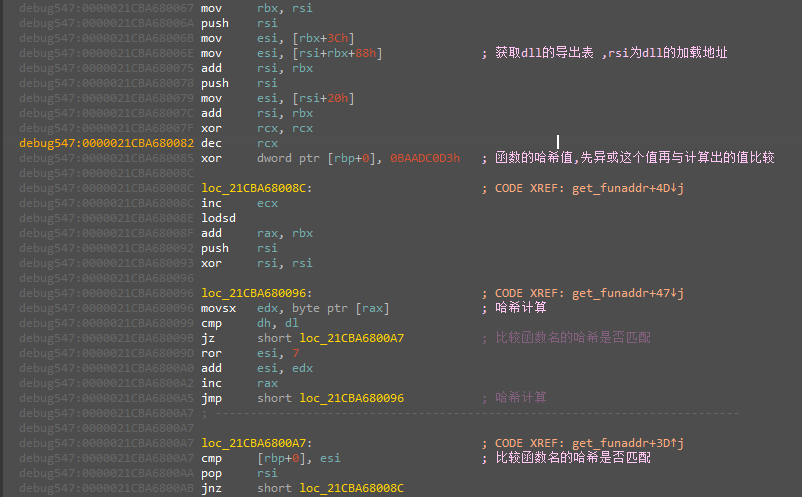 debug547:0000021CBA680067 mov rbx, rsi
debug547:0000021CBA68006A push rsi
debug547:0000021CBA68006B mov esi, [rbx+3Ch]
debug547:0000021CBA68006E mov esi, [rsi+rbx+88h] ; 获取dll的导出表 ,rsi为dll的加载地址
debug547:0000021CBA680075 add rsi, rbx
debug547:0000021CBA680078 push rsi
debug547:0000021CBA680079 mov esi, [rsi+20h]
debug547:0000021CBA68007C add rsi, rbx
debug547:0000021CBA68007F xor rcx, rcx
debug547:0000021CBA680082 dec rcx
debug547:0000021CBA680085 xor dword ptr [rbp+0], 0BAADC0D3h ; 函数的哈希值,先异或这个值再与计算出的值比较
debug547:0000021CBA68008C
debug547:0000021CBA68008C loc_21CBA68008C: ; CODE XREF: get_funaddr+4D↓j
debug547:0000021CBA68008C inc ecx
debug547:0000021CBA68008E lodsd
debug547:0000021CBA68008F add rax, rbx
debug547:0000021CBA680092 push rsi
debug547:0000021CBA680093 xor rsi, rsi
debug547:0000021CBA680096
debug547:0000021CBA680096 loc_21CBA680096: ; CODE XREF: get_funaddr+47↓j
debug547:0000021CBA680096 movsx edx, byte ptr [rax] ; 哈希计算
debug547:0000021CBA680099 cmp dh, dl
debug547:0000021CBA68009B jz short loc_21CBA6800A7 ; 比较函数名的哈希是否匹配
debug547:0000021CBA68009D ror esi, 7
debug547:0000021CBA6800A0 add esi, edx
debug547:0000021CBA6800A2 inc rax
debug547:0000021CBA6800A5 jmp short loc_21CBA680096 ; 哈希计算
debug547:0000021CBA6800A7 ; ---------------------------------------------------------------------------
debug547:0000021CBA6800A7
debug547:0000021CBA6800A7 loc_21CBA6800A7: ; CODE XREF: get_funaddr+3D↑j
debug547:0000021CBA6800A7 cmp [rbp+0], esi ; 比较函数名的哈希是否匹配
debug547:0000021CBA6800AA pop rsi
debug547:0000021CBA6800AB jnz short loc_21CBA68008C